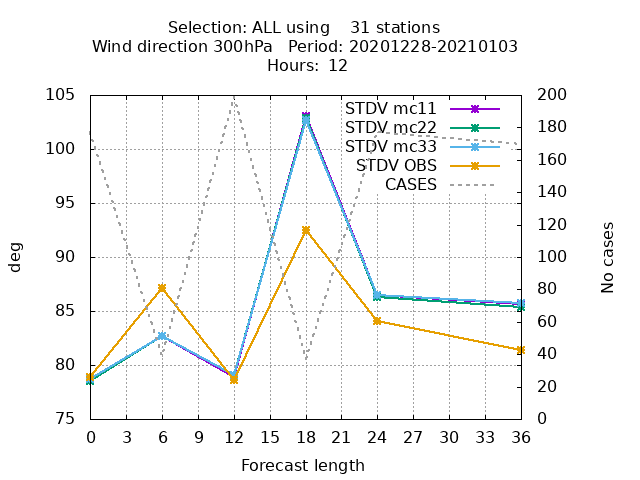 Selection: ALL using    31 stations
Wind direction 300hPa   Period: 20201228-20210103
Hours: 12
105
100
95
90
85
80
75
deg
STDV mc11
STDV mc22
STDV mc33
STDV OBS
CASES
200
180
160
140
120
100
80
60
40
20
0
No cases
0 3 6 9 12 15 18 21 24 27 30 33 36
Forecast length